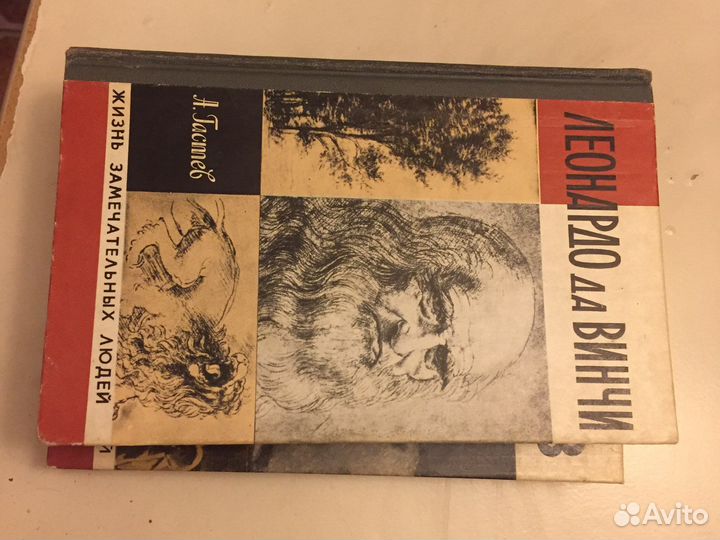 А. Гастев
ЛЕОНАРДО ДА ВИНЧИ
ЖИЗНЬ ЗАМЕЧАТЕЛЬНЫХ ЛЮДЕЙ
Й
В
Avito